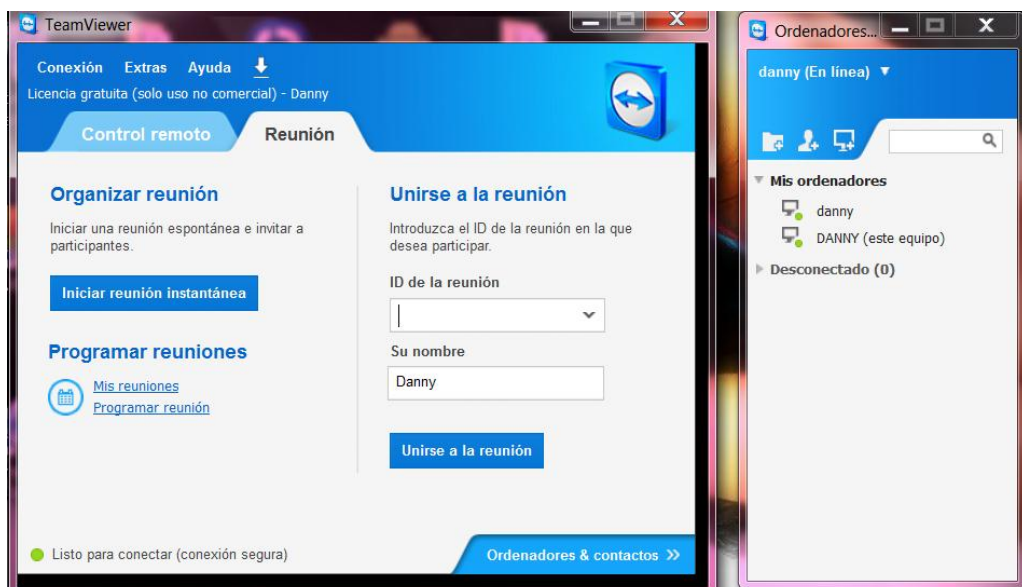 TeamViewer
Conexión Extras Ayuda
Licencia gratuita (solo uso no comercial) - Danny
Control remoto
Reunión
Organizar reunión
Iniciar una reunión espontánea e invitar a
participantes.
Iniciar reunión instantánea
Programar reuniones
Mis reuniones
Programar reunión
Unirse a la reunión
Introduzca el ID de la reunión en la que
desea participar.
ID de la reunión
Su nombre
Danny
Unirse a la reunión
Listo para conectar (conexión segura)
Ordenadores & contactos >>
Ordenadores...
danny (En línea)
Mis ordenadores
danny
DANNY (este equipo)
Desconectado (0)